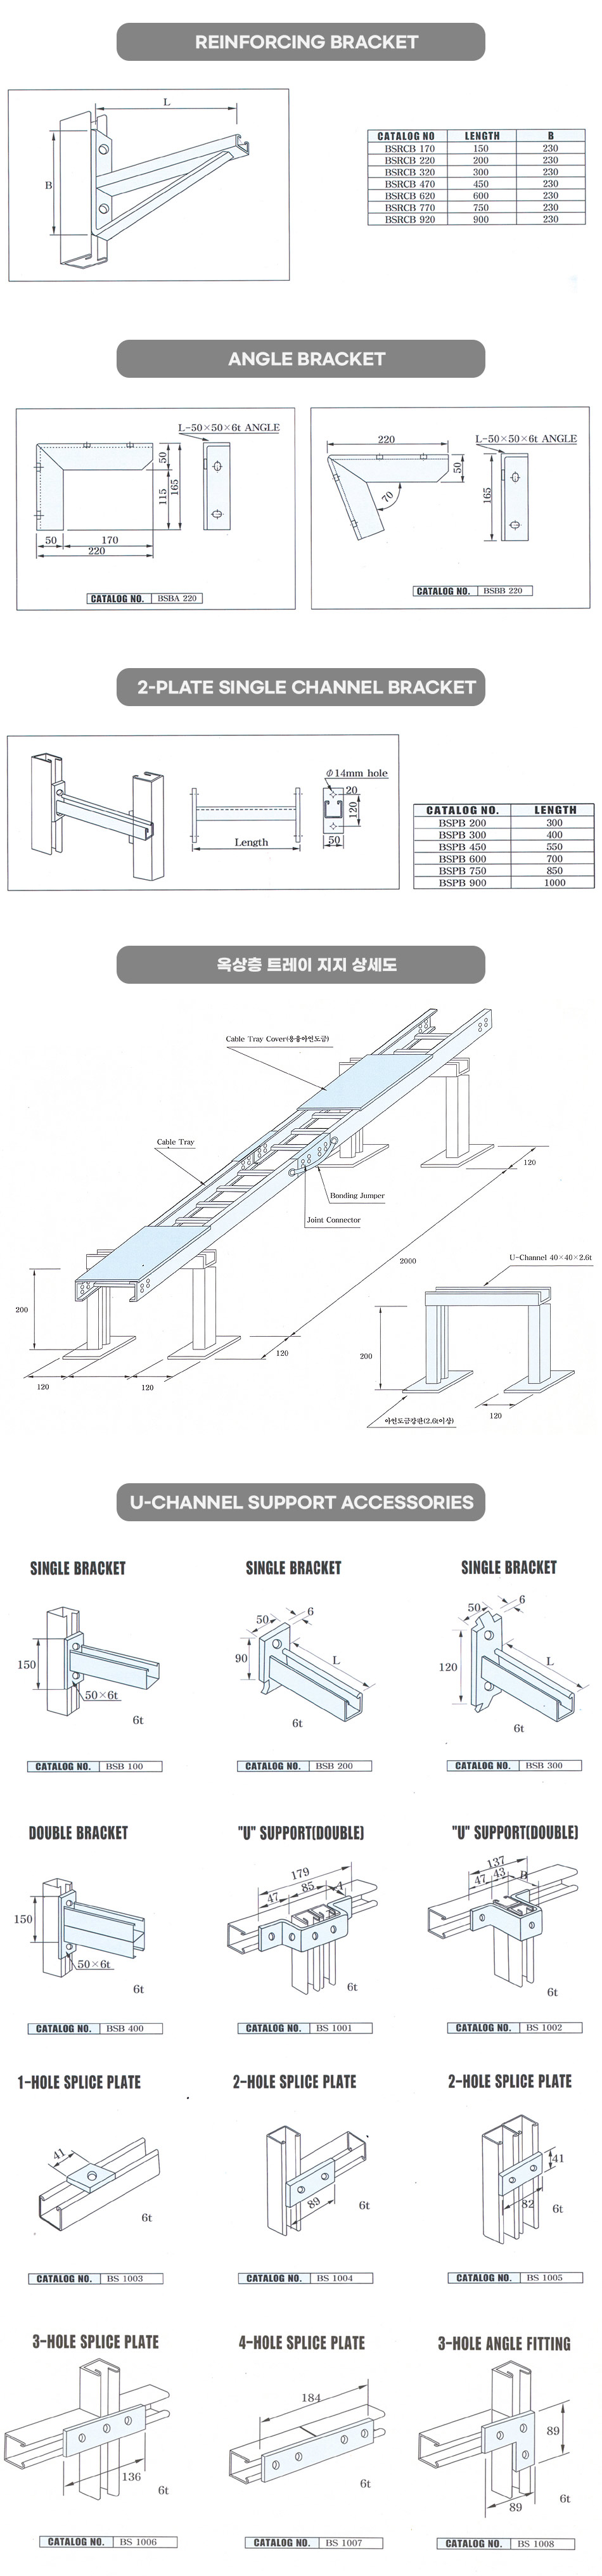 REINFORCING BRACKET
L
B
CATALOG NO LENGTH B
BSRCB 170 150 230
BSRCB 220 200 230
BSRCB 320 300 230
BSRCB 470 450 230
BSRCB 620 600 230
BSRCB 770 750 230
BSRCB 920 900 230
ANGLE BRACKET
L-50×50×6t ANGLE
50
115
165
50 170
220
CATALOG NO. BSBA 220
220
L-50×50×6t ANGLE
50
70
165
CATALOG NO. BSBB 220
2-PLATE SINGLE CHANNEL BRACKET
Φ14mm hole
20
120
50
Length
CATALOG NO. LENGTH
BSPB 200 300
BSPB 300 400
BSPB 450 550
BSPB 600 700
BSPB 750 850
BSPB 900 1000
옥상층 트레이 지지 상세도
Cable Tray Cover(용융아연도금)
Cable Tray
120
Bonding Jumper
Joint Connector
2000
U-Channel 40×40×2.6t
200
120
200
120
120
120
아연도금강판(2.6t이상)
U-CHANNEL SUPPORT ACCESSORIES
SINGLE BRACKET
150
50×6t
6t
CATALOG NO. BSB 100
SINGLE BRACKET
50
6
90
L
6t
CATALOG NO. BSB 200
SINGLE BRACKET
50
6
120
L
6t
CATALOG NO. BSB 300
DOUBLE BRACKET
150
50×6t
6t
CATALOG NO. BSB 400
"U" SUPPORT(DOUBLE)
179
47 85 A
6t
CATALOG NO. BS 1001
"U" SUPPORT(DOUBLE)
137
47 43 B
6t
CATALOG NO. BS 1002
1-HOLE SPLICE PLATE
41
6t
CATALOG NO. BS 1003
2-HOLE SPLICE PLATE
89
6t
CATALOG NO. BS 1004
2-HOLE SPLICE PLATE
41
82
6t
CATALOG NO. BS 1005
3-HOLE SPLICE PLATE
136
6t
CATALOG NO. BS 1006
4-HOLE SPLICE PLATE
184
6t
CATALOG NO. BS 1007
3-HOLE ANGLE FITTING
89
89
6t
CATALOG NO. BS 1008